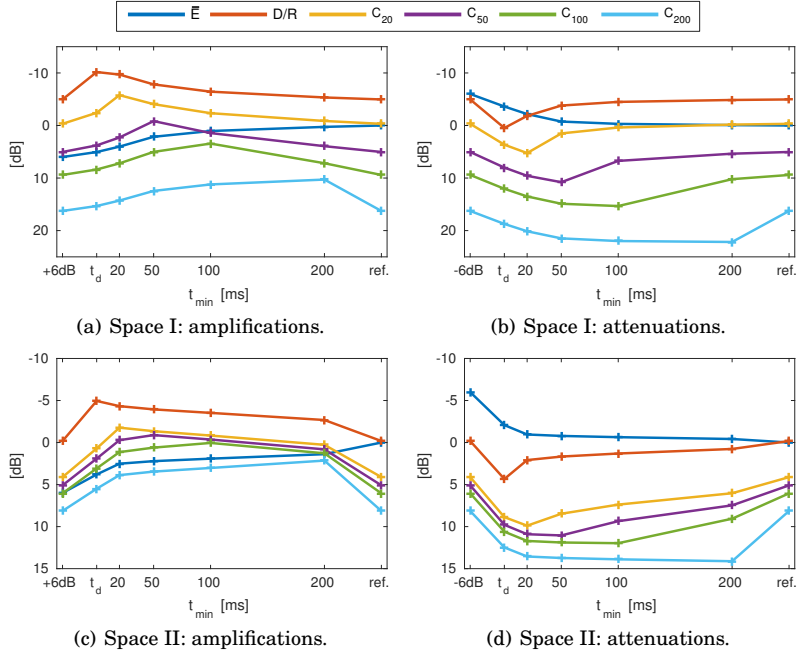 Ē D/R C20 C50 C100 C200
-10
0
10
20
[dB]
+6dB td 20 50 100 200 ref.
tmin [ms]
(a) Space I: amplifications.
-10
0
10
20
[dB]
-6dB td 20 50 100 200 ref.
tmin [ms]
(b) Space I: attenuations.
-10
-5
0
5
10
15
[dB]
+6dB td 20 50 100 200 ref.
tmin [ms]
(c) Space II: amplifications.
-10
-5
0
5
10
15
[dB]
-6dB td 20 50 100 200 ref.
tmin [ms]
(d) Space II: attenuations.